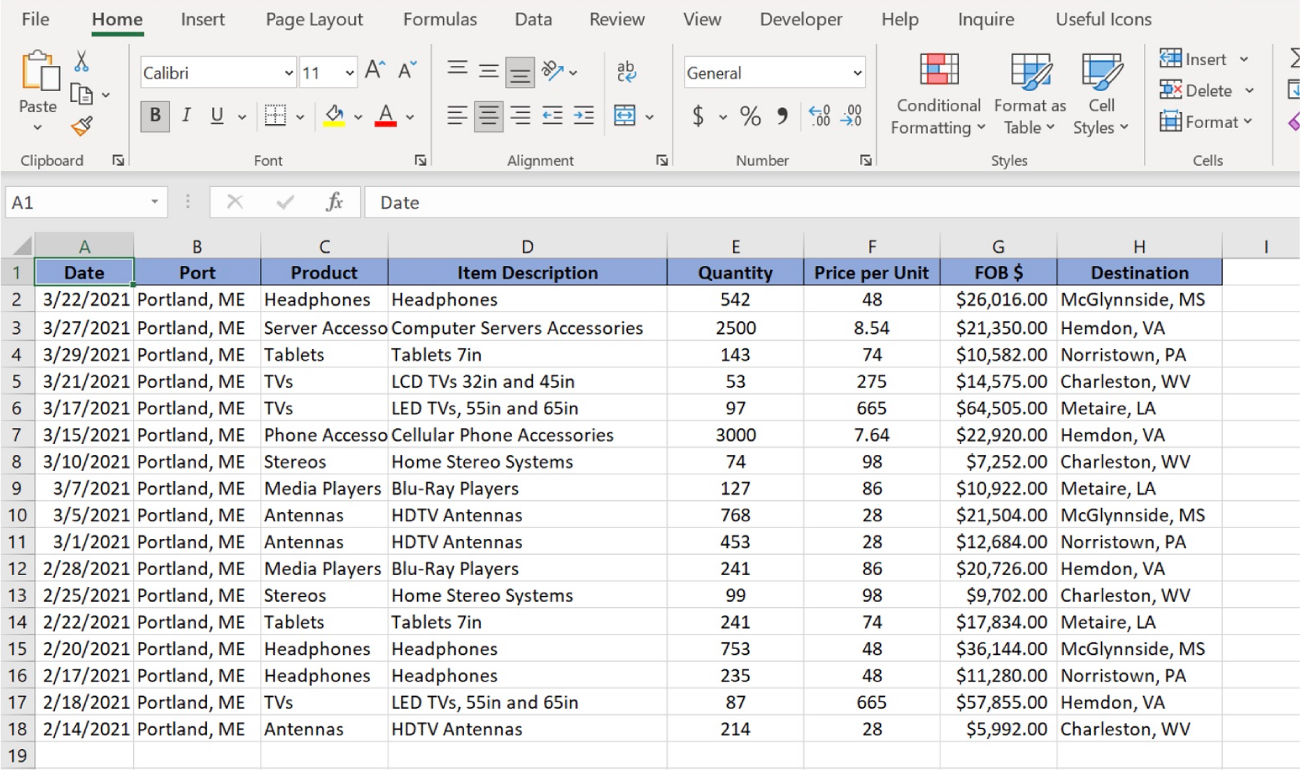 File Home Insert Page Layout Formulas Data Review View Developer Help Inquire Useful Icons
Paste
Calibri 11 A A
B I U A
ab
General
$ % 9 .00 .00
Conditional Formatting
Format as Table
Cell Styles
Insert
Delete
Format
Clipboard Font Alignment Number Styles Cells
A1 fx Date
A B C D E F G H I
1 Date Port Product Item Description Quantity Price per Unit FOB $ Destination
2 3/22/2021 Portland, ME Headphones Headphones 542 48 $26,016.00 McGlynnside, MS
3 3/27/2021 Portland, ME Server Accesso Computer Servers Accessories 2500 8.54 $21,350.00 Hemdon, VA
4 3/29/2021 Portland, ME Tablets Tablets 7in 143 74 $10,582.00 Norristown, PA
5 3/21/2021 Portland, ME TVs LCD TVs 32in and 45in 53 275 $14,575.00 Charleston, WV
6 3/17/2021 Portland, ME TVs LED TVs, 55in and 65in 97 665 $64,505.00 Metaire, LA
7 3/15/2021 Portland, ME Phone Accesso Cellular Phone Accessories 3000 7.64 $22,920.00 Hemdon, VA
8 3/10/2021 Portland, ME Stereos Home Stereo Systems 74 98 $7,252.00 Charleston, WV
9 3/7/2021 Portland, ME Media Players Blu-Ray Players 127 86 $10,922.00 Metaire, LA
10 3/5/2021 Portland, ME Antennas HDTV Antennas 768 28 $21,504.00 McGlynnside, MS
11 3/1/2021 Portland, ME Antennas HDTV Antennas 453 28 $12,684.00 Norristown, PA
12 2/28/2021 Portland, ME Media Players Blu-Ray Players 241 86 $20,726.00 Hemdon, VA
13 2/25/2021 Portland, ME Stereos Home Stereo Systems 99 98 $9,702.00 Charleston, WV
14 2/22/2021 Portland, ME Tablets Tablets 7in 241 74 $17,834.00 Metaire, LA
15 2/20/2021 Portland, ME Headphones Headphones 753 48 $36,144.00 McGlynnside, MS
16 2/17/2021 Portland, ME Headphones Headphones 235 48 $11,280.00 Norristown, PA
17 2/18/2021 Portland, ME TVs LED TVs, 55in and 65in 87 665 $57,855.00 Hemdon, VA
18 2/14/2021 Portland, ME Antennas HDTV Antennas 214 28 $5,992.00 Charleston, WV
19